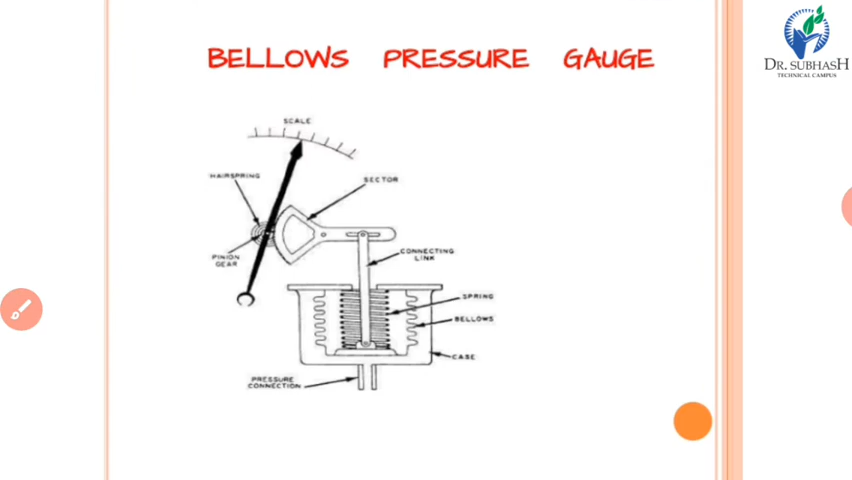 BELLOWS PRESSURE GAUGE
DR. SUBHASH
TECHNICAL CAMPUS
SCALE
HAIRSPRING
SECTOR
PINION
GEAR
CONNECTING
LINK
SPRING
BELLOWS
CASE
PRESSURE
CONNECTION